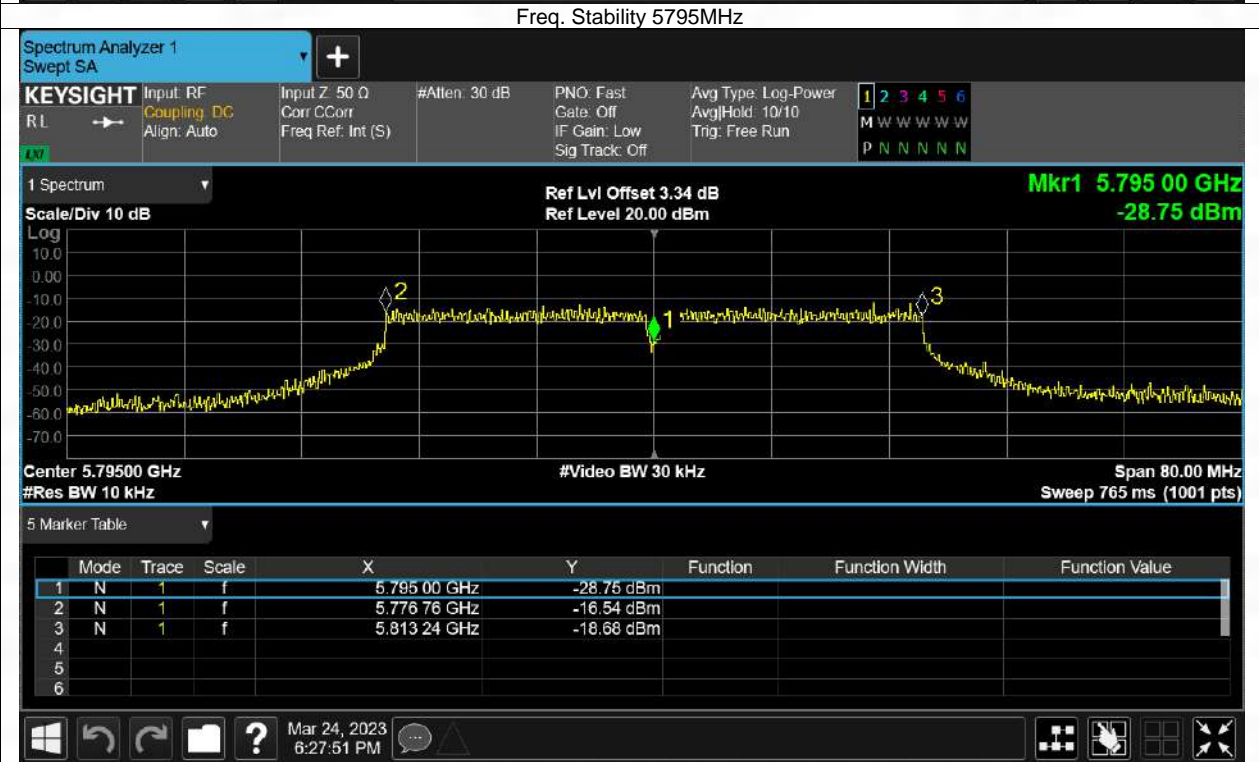 Freq. Stability 5795MHz
Spectrum Analyzer 1
Swept SA
KEYSIGHT
RL
LXI
Input: RF
Coupling: DC
Align: Auto
Input Z: 50 Ω
Corr CCorr
Freq Ref: Int (S)
#Atten: 30 dB
PNO: Fast
Gate: Off
IF Gain: Low
Sig Track: Off
Avg Type: Log-Power
Avg|Hold: 10/10
Trig: Free Run
1 2 3 4 5 6
M W W W W W
P N N N N N
1 Spectrum
Scale/Div 10 dB
Ref Lvl Offset 3.34 dB
Ref Level 20.00 dBm
Mkr1 5.795 00 GHz
-28.75 dBm
Log
10.0
0.00
-10.0
-20.0
-30.0
-40.0
-50.0
-60.0
-70.0
2
1
3
Center 5.79500 GHz
#Video BW 30 kHz
Span 80.00 MHz
#Res BW 10 kHz
Sweep 765 ms (1001 pts)
5 Marker Table
Mode Trace Scale X Y Function Function Width Function Value
1 N 1 f 5.795 00 GHz -28.75 dBm
2 N 1 f 5.776 76 GHz -16.54 dBm
3 N 1 f 5.813 24 GHz -18.68 dBm
4
5
6
?
Mar 24, 2023
6:27:51 PM